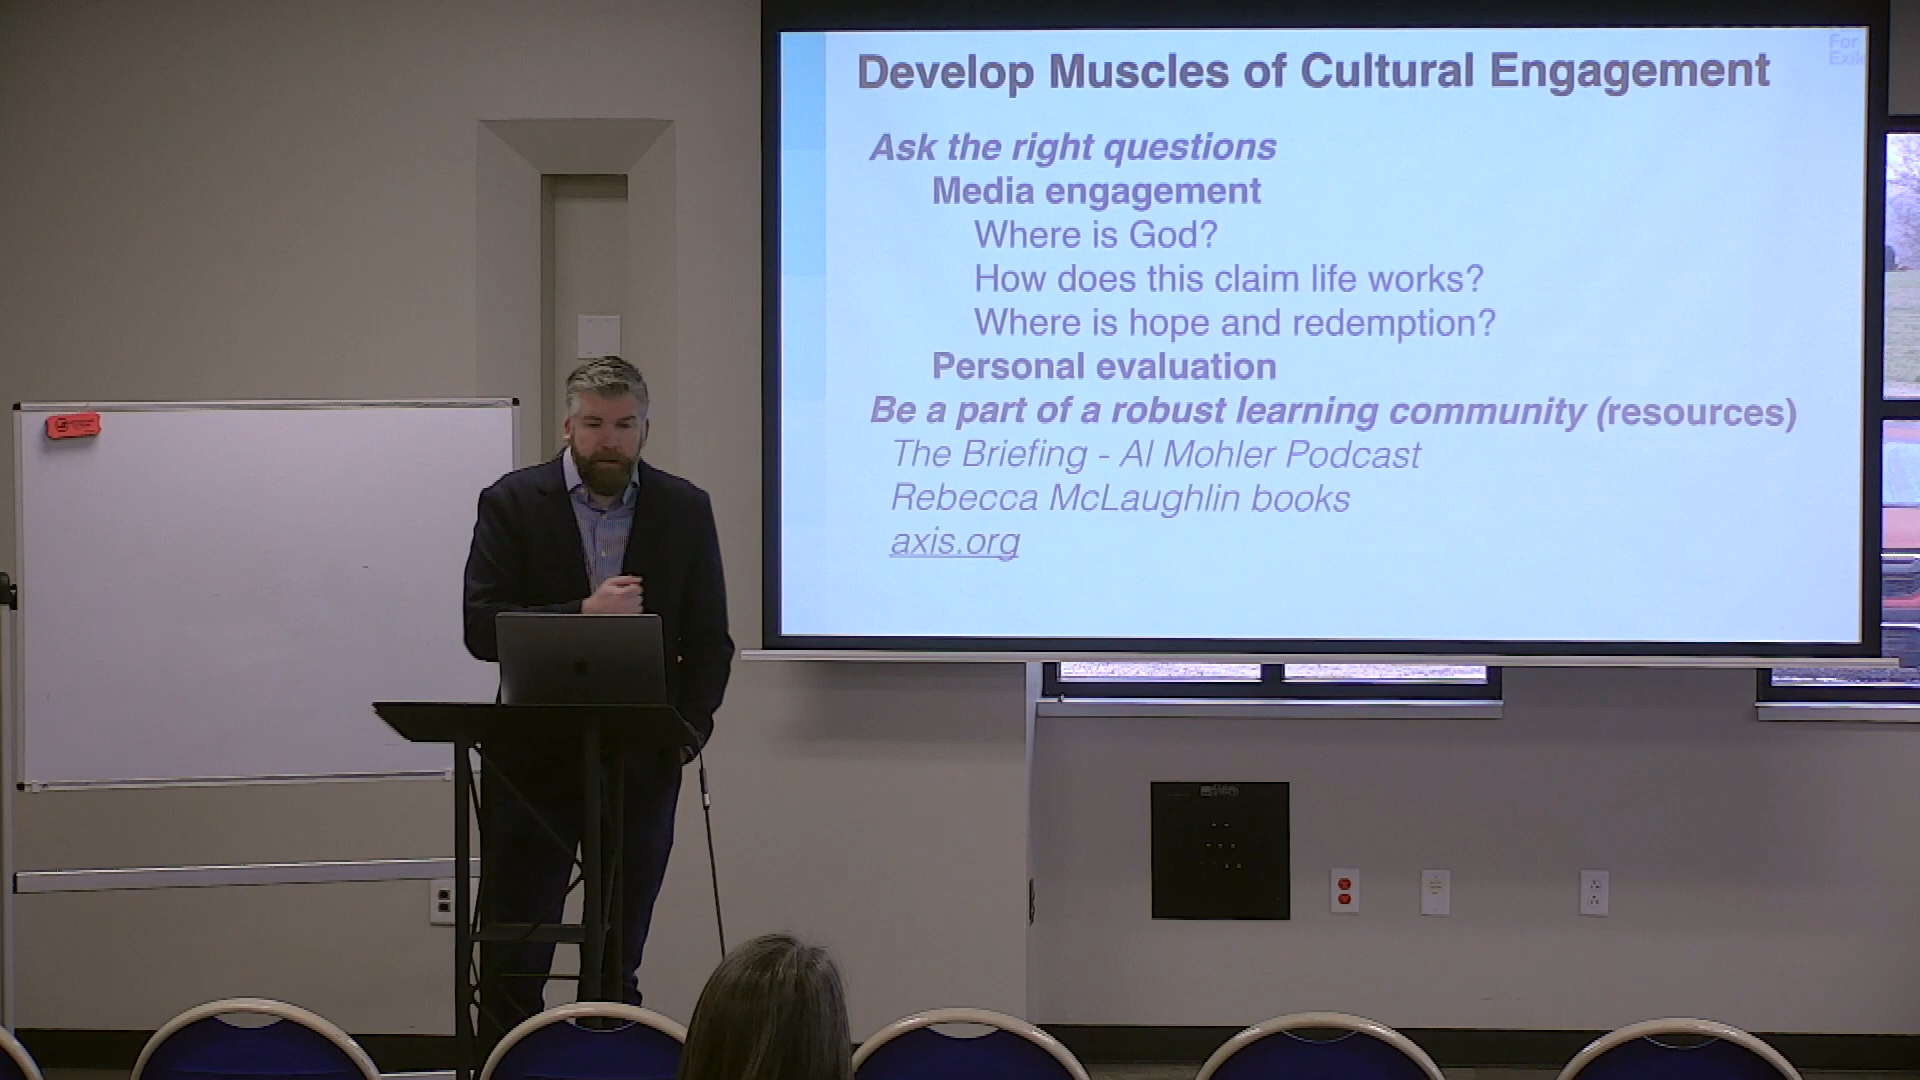 For
Develop Muscles of Cultural Engagement
Ask the right questions
Media engagement
Where is God?
How does this claim life works?
Where is hope and redemption?
Personal evaluation
Be a part of a robust learning community (resources)
The Briefing - Al Mohler Podcast
Rebecca McLaughlin books
axis.org